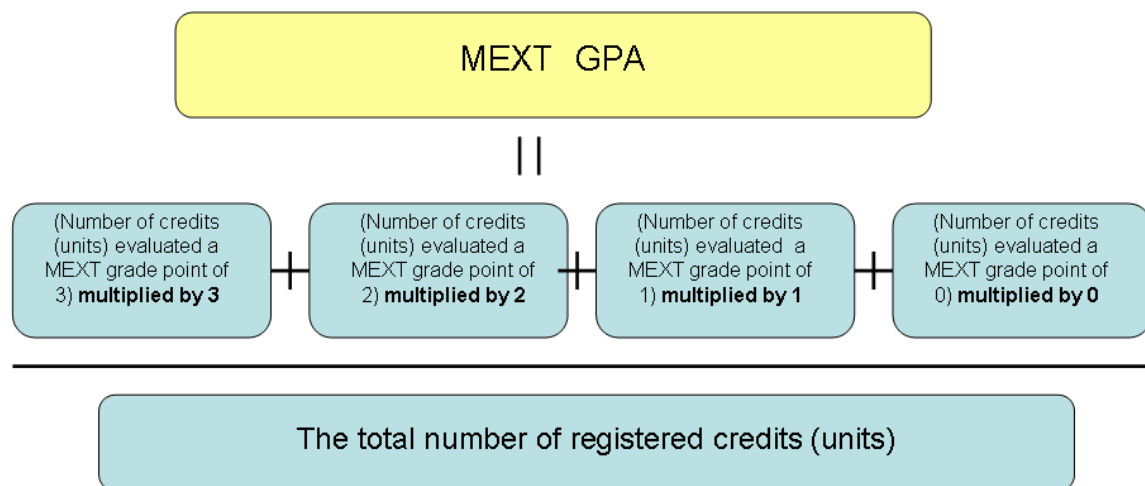 MEXT GPA
||
(Number of credits
(units) evaluated a
MEXT grade point of
3) multiplied by 3
+
(Number of credits
(units) evaluated a
MEXT grade point of
2) multiplied by 2
+
(Number of credits
(units) evaluated a
MEXT grade point of
1) multiplied by 1
+
(Number of credits
(units) evaluated a
MEXT grade point of
0) multiplied by 0
The total number of registered credits (units)